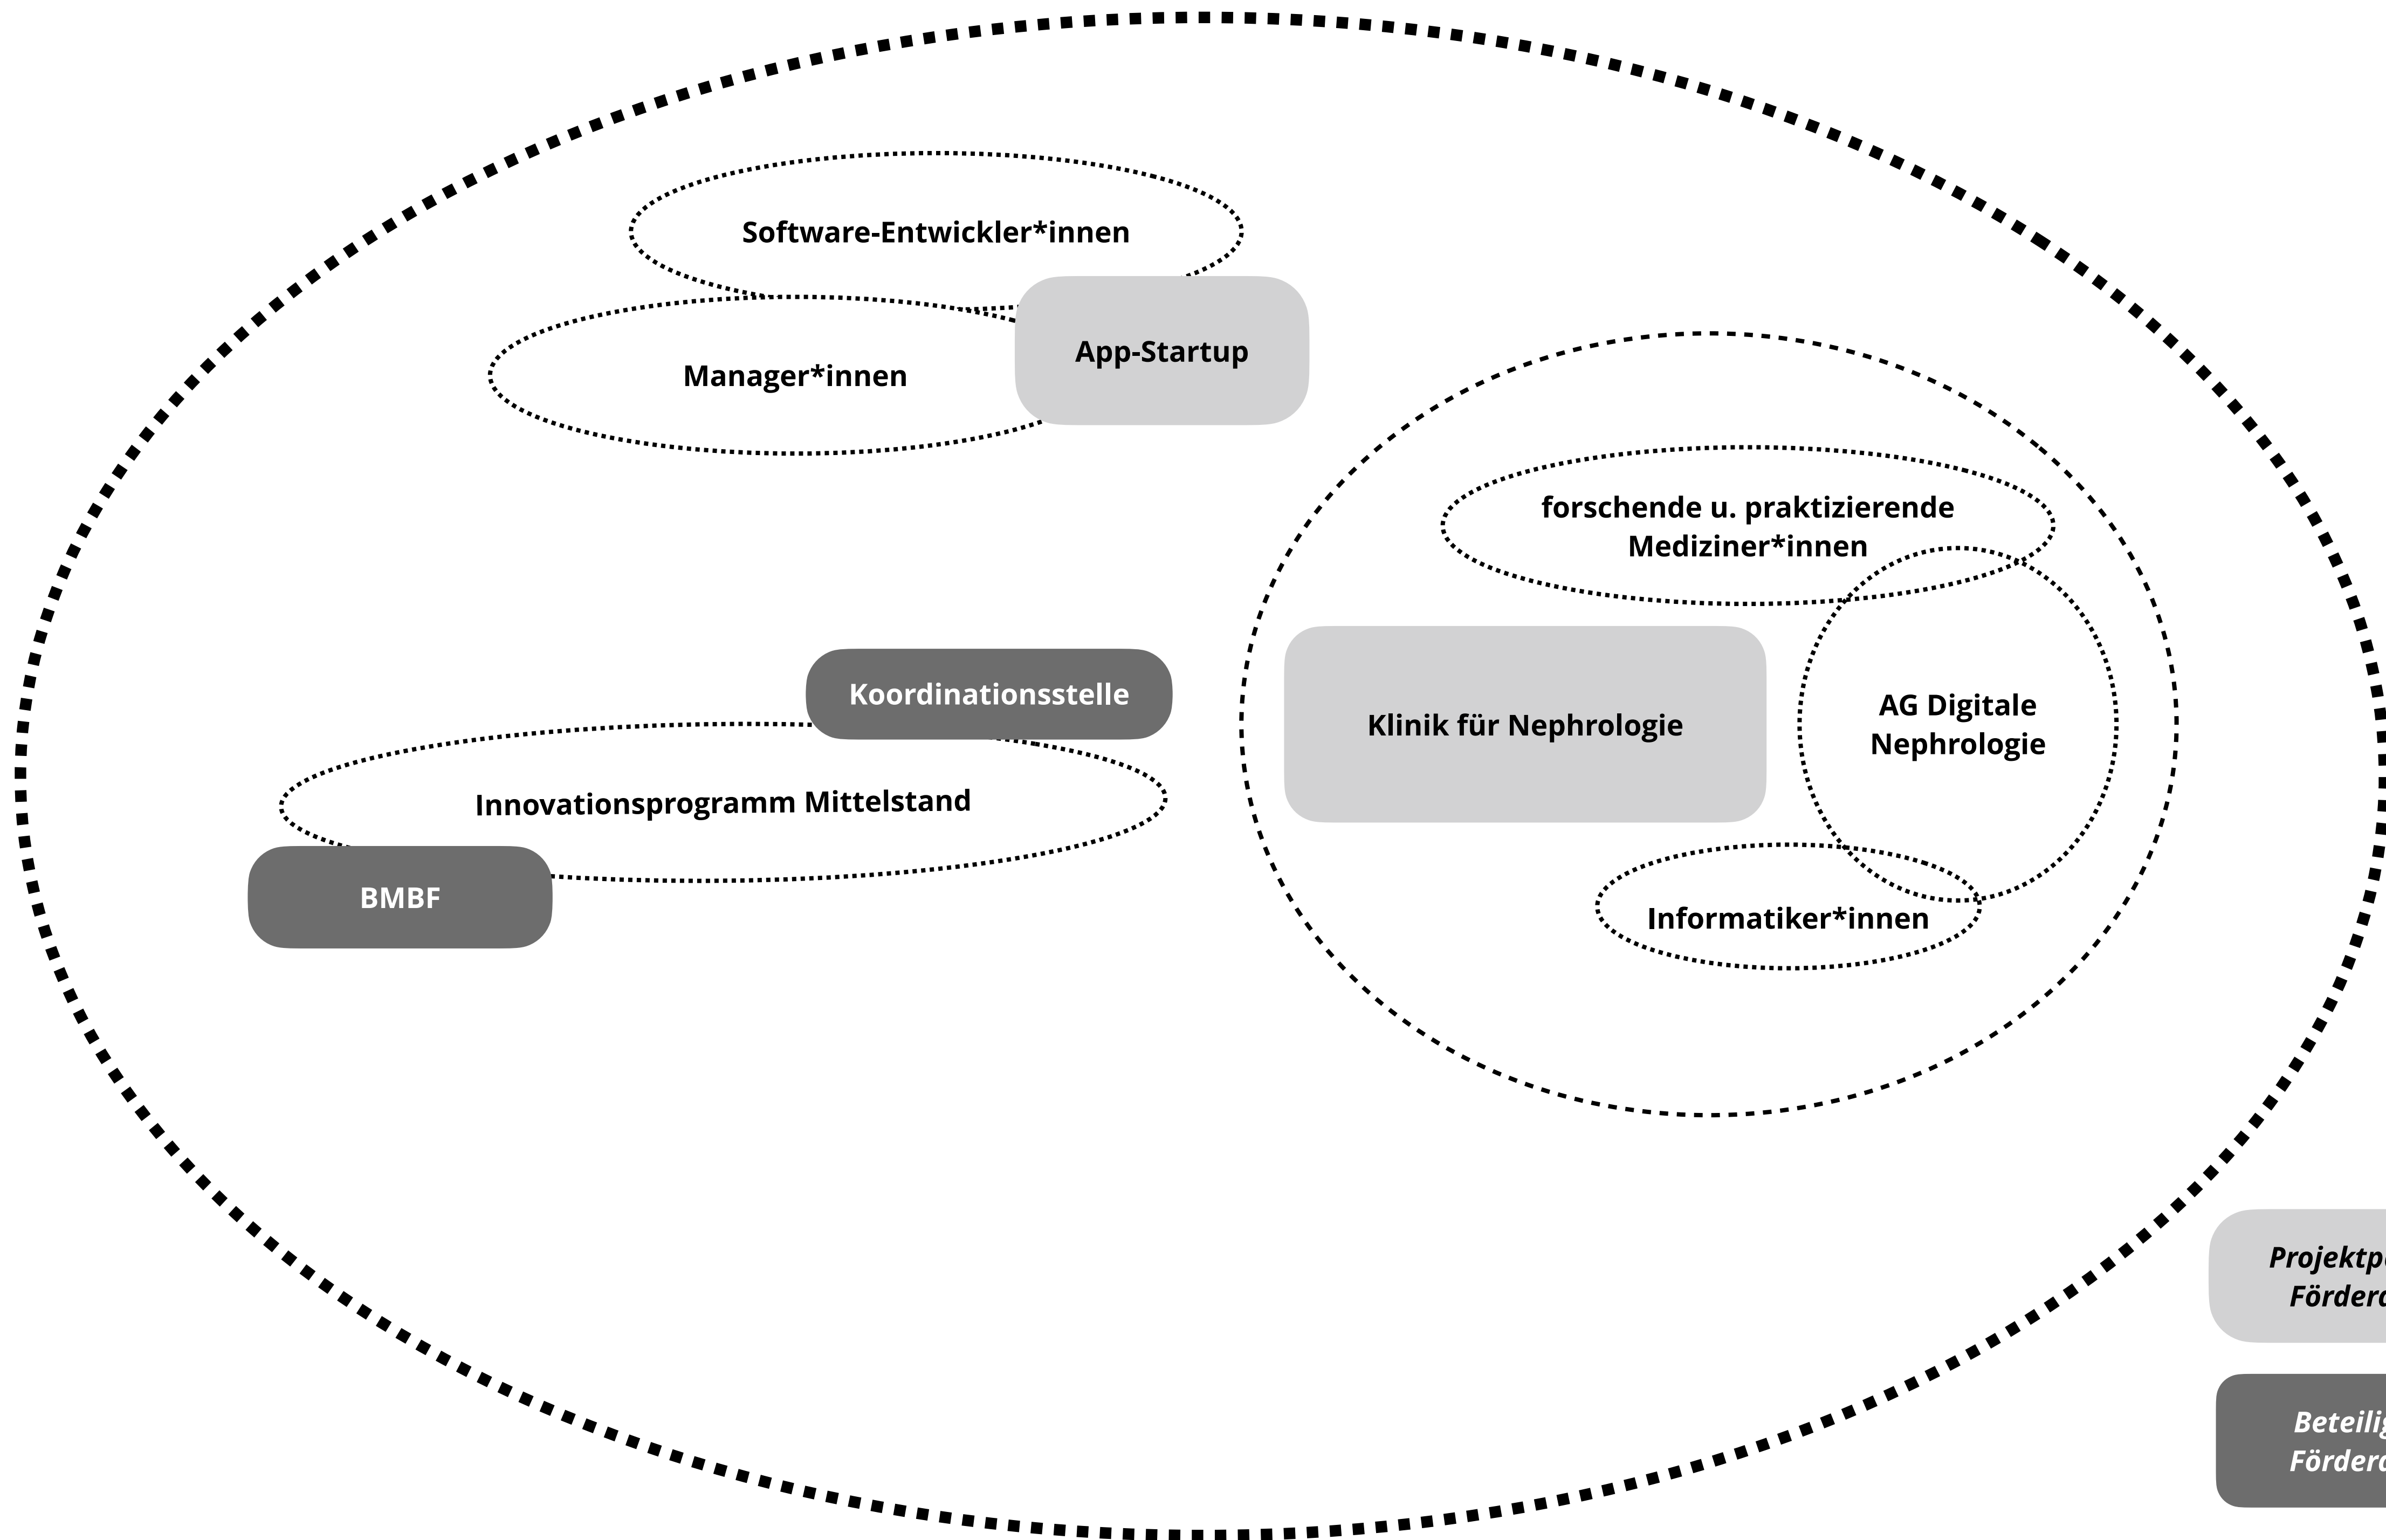 Software-Entwickler*innen
App-Startup
Manager*innen
forschende u. praktizierende
Mediziner*innen
Koordinationsstelle
Klinik für Nephrologie
AG Digitale
Nephrologie
Innovationsprogramm Mittelstand
BMBF
Informatiker*innen